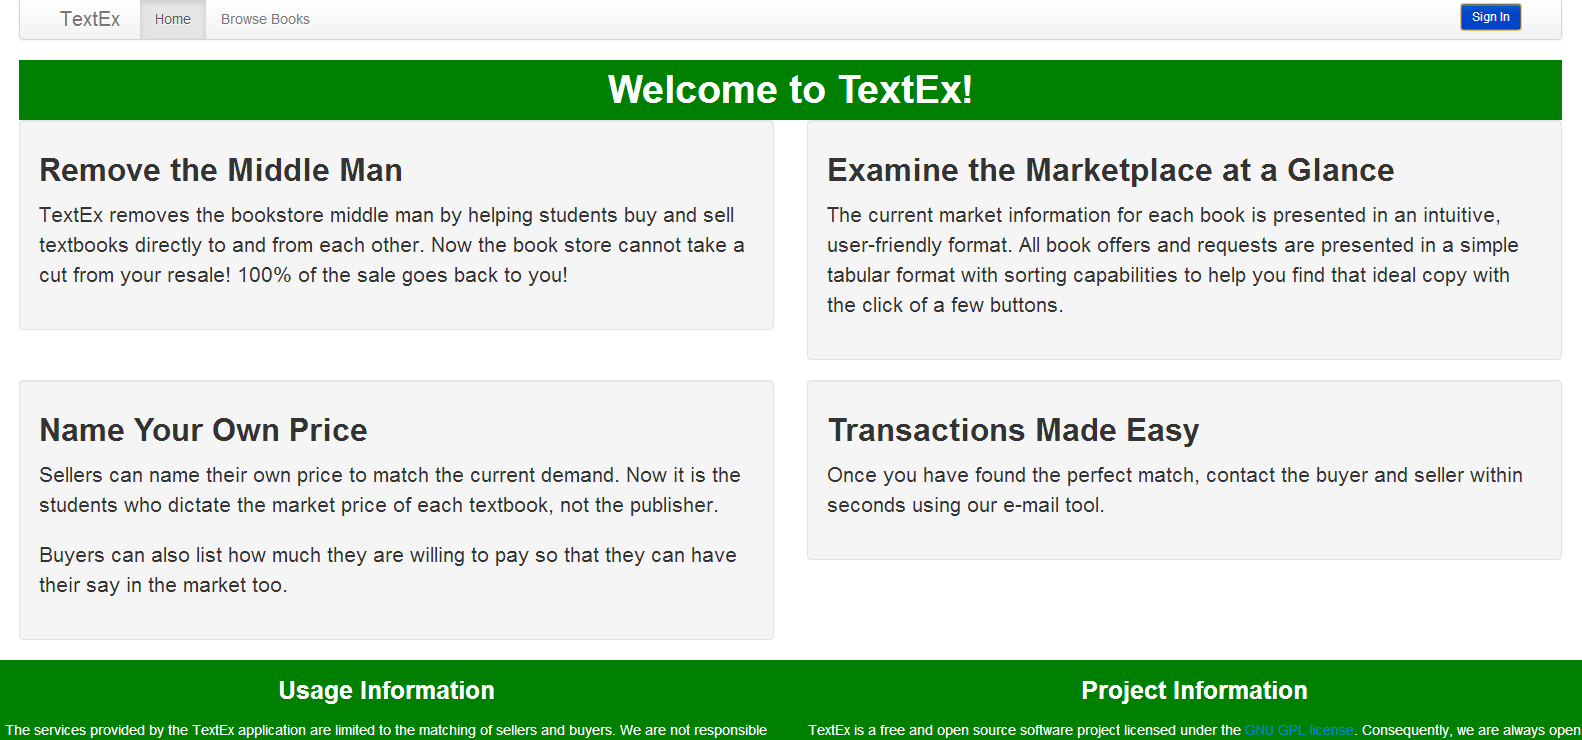 TextEx Home Browse Books Sign In
Welcome to TextEx!
Remove the Middle Man
TextEx removes the bookstore middle man by helping students buy and sell
textbooks directly to and from each other. Now the book store cannot take a
cut from your resale! 100% of the sale goes back to you!
Examine the Marketplace at a Glance
The current market information for each book is presented in an intuitive,
user-friendly format. All book offers and requests are presented in a simple
tabular format with sorting capabilities to help you find that ideal copy with
the click of a few buttons.
Name Your Own Price
Sellers can name their own price to match the current demand. Now it is the
students who dictate the market price of each textbook, not the publisher.
Buyers can also list how much they are willing to pay so that they can have
their say in the market too.
Transactions Made Easy
Once you have found the perfect match, contact the buyer and seller within
seconds using our e-mail tool.
Usage Information
The services provided by the TextEx application are limited to the matching of sellers and buyers. We are not responsible
Project Information
TextEx is a free and open source software project licensed under the GNU GPL license. Consequently, we are always open